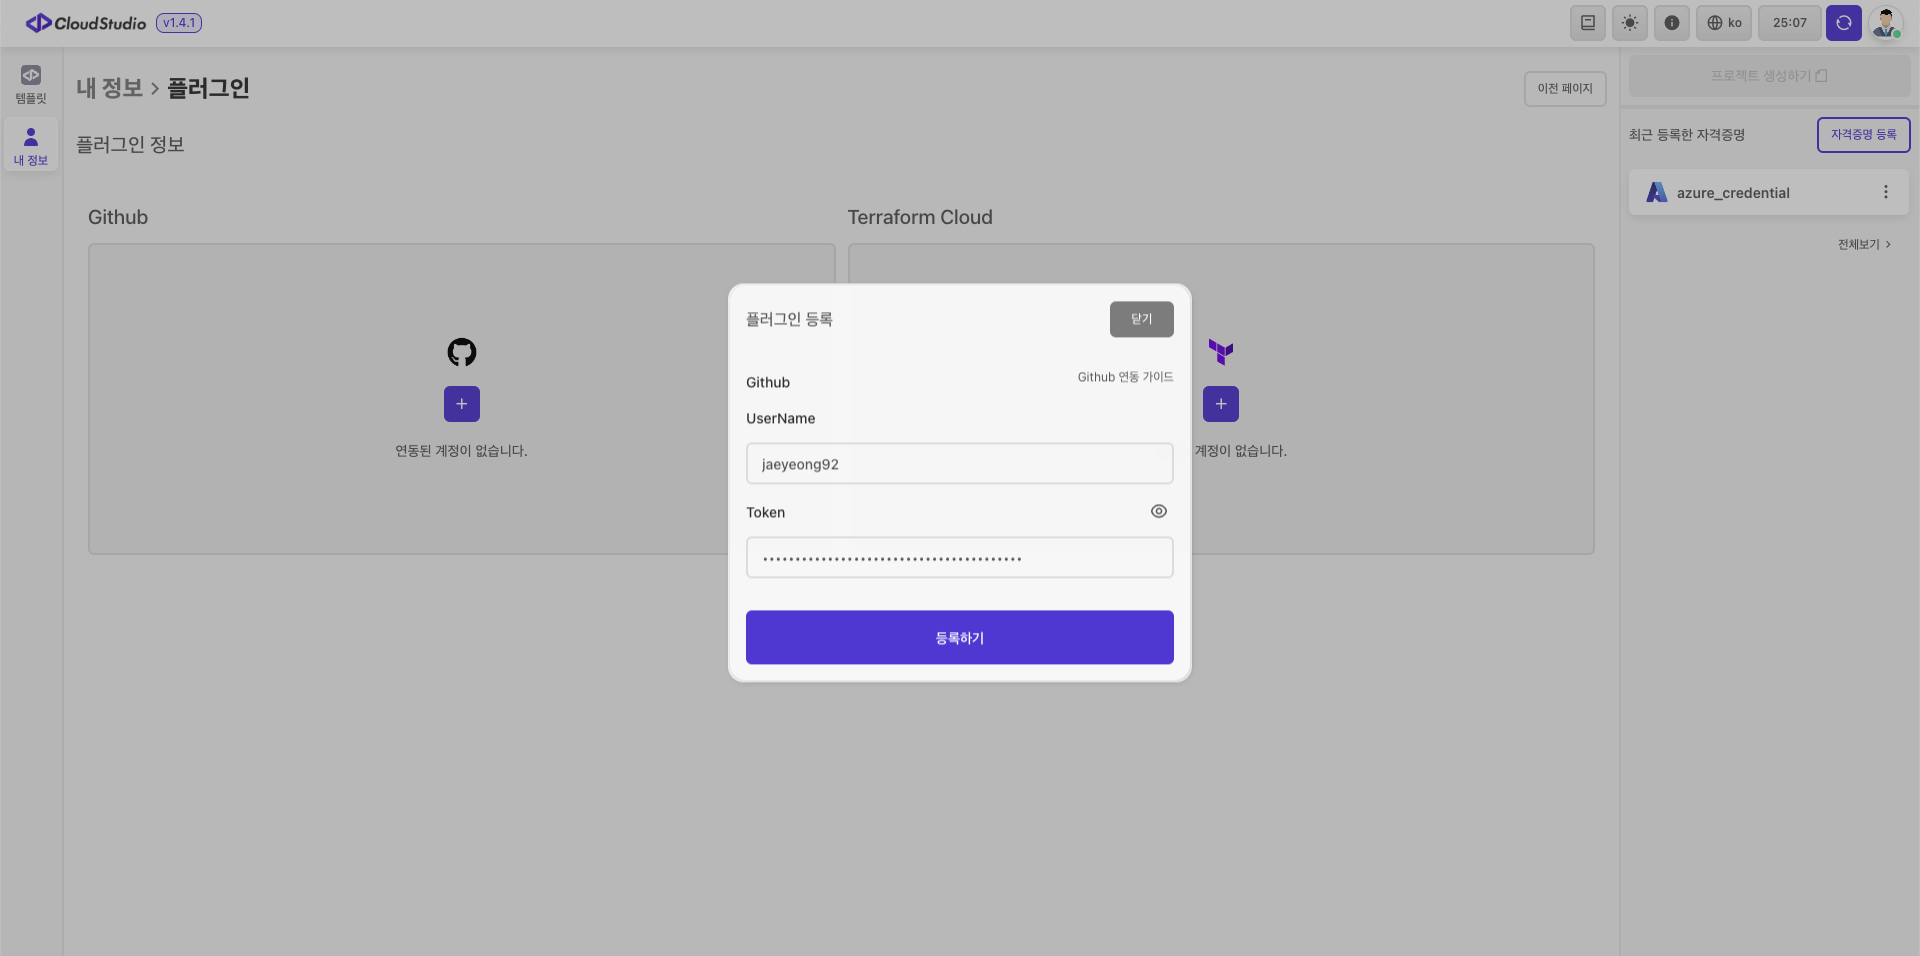 CloudStudio v1.4.1
ko 25:07
템플릿
내 정보
내 정보 > 플러그인
이전 페이지
플러그인 정보
Github
연동된 계정이 없습니다.
Terraform Cloud
계정이 없습니다.
플러그인 등록
닫기
Github
Github 연동 가이드
UserName
jaeyeong92
Token
••••••••••••••••••••••••••••••••••••••••
등록하기
프로젝트 생성하기
최근 등록한 자격증명
자격증명 등록
azure_credential
전체보기 >